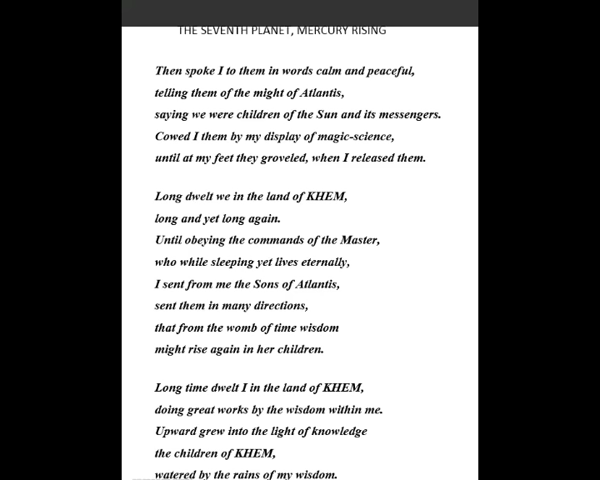 THE SEVENTH PLANET, MERCURY RISING
Then spoke I to them in words calm and peaceful,
telling them of the might of Atlantis,
saying we were children of the Sun and its messengers.
Cowed I them by my display of magic-science,
until at my feet they groveled, when I released them.
Long dwelt we in the land of KHEM,
long and yet long again.
Until obeying the commands of the Master,
who while sleeping yet lives eternally,
I sent from me the Sons of Atlantis,
sent them in many directions,
that from the womb of time wisdom
might rise again in her children.
Long time dwelt I in the land of KHEM,
doing great works by the wisdom within me.
Upward grew into the light of knowledge
the children of KHEM,
watered by the rains of my wisdom.